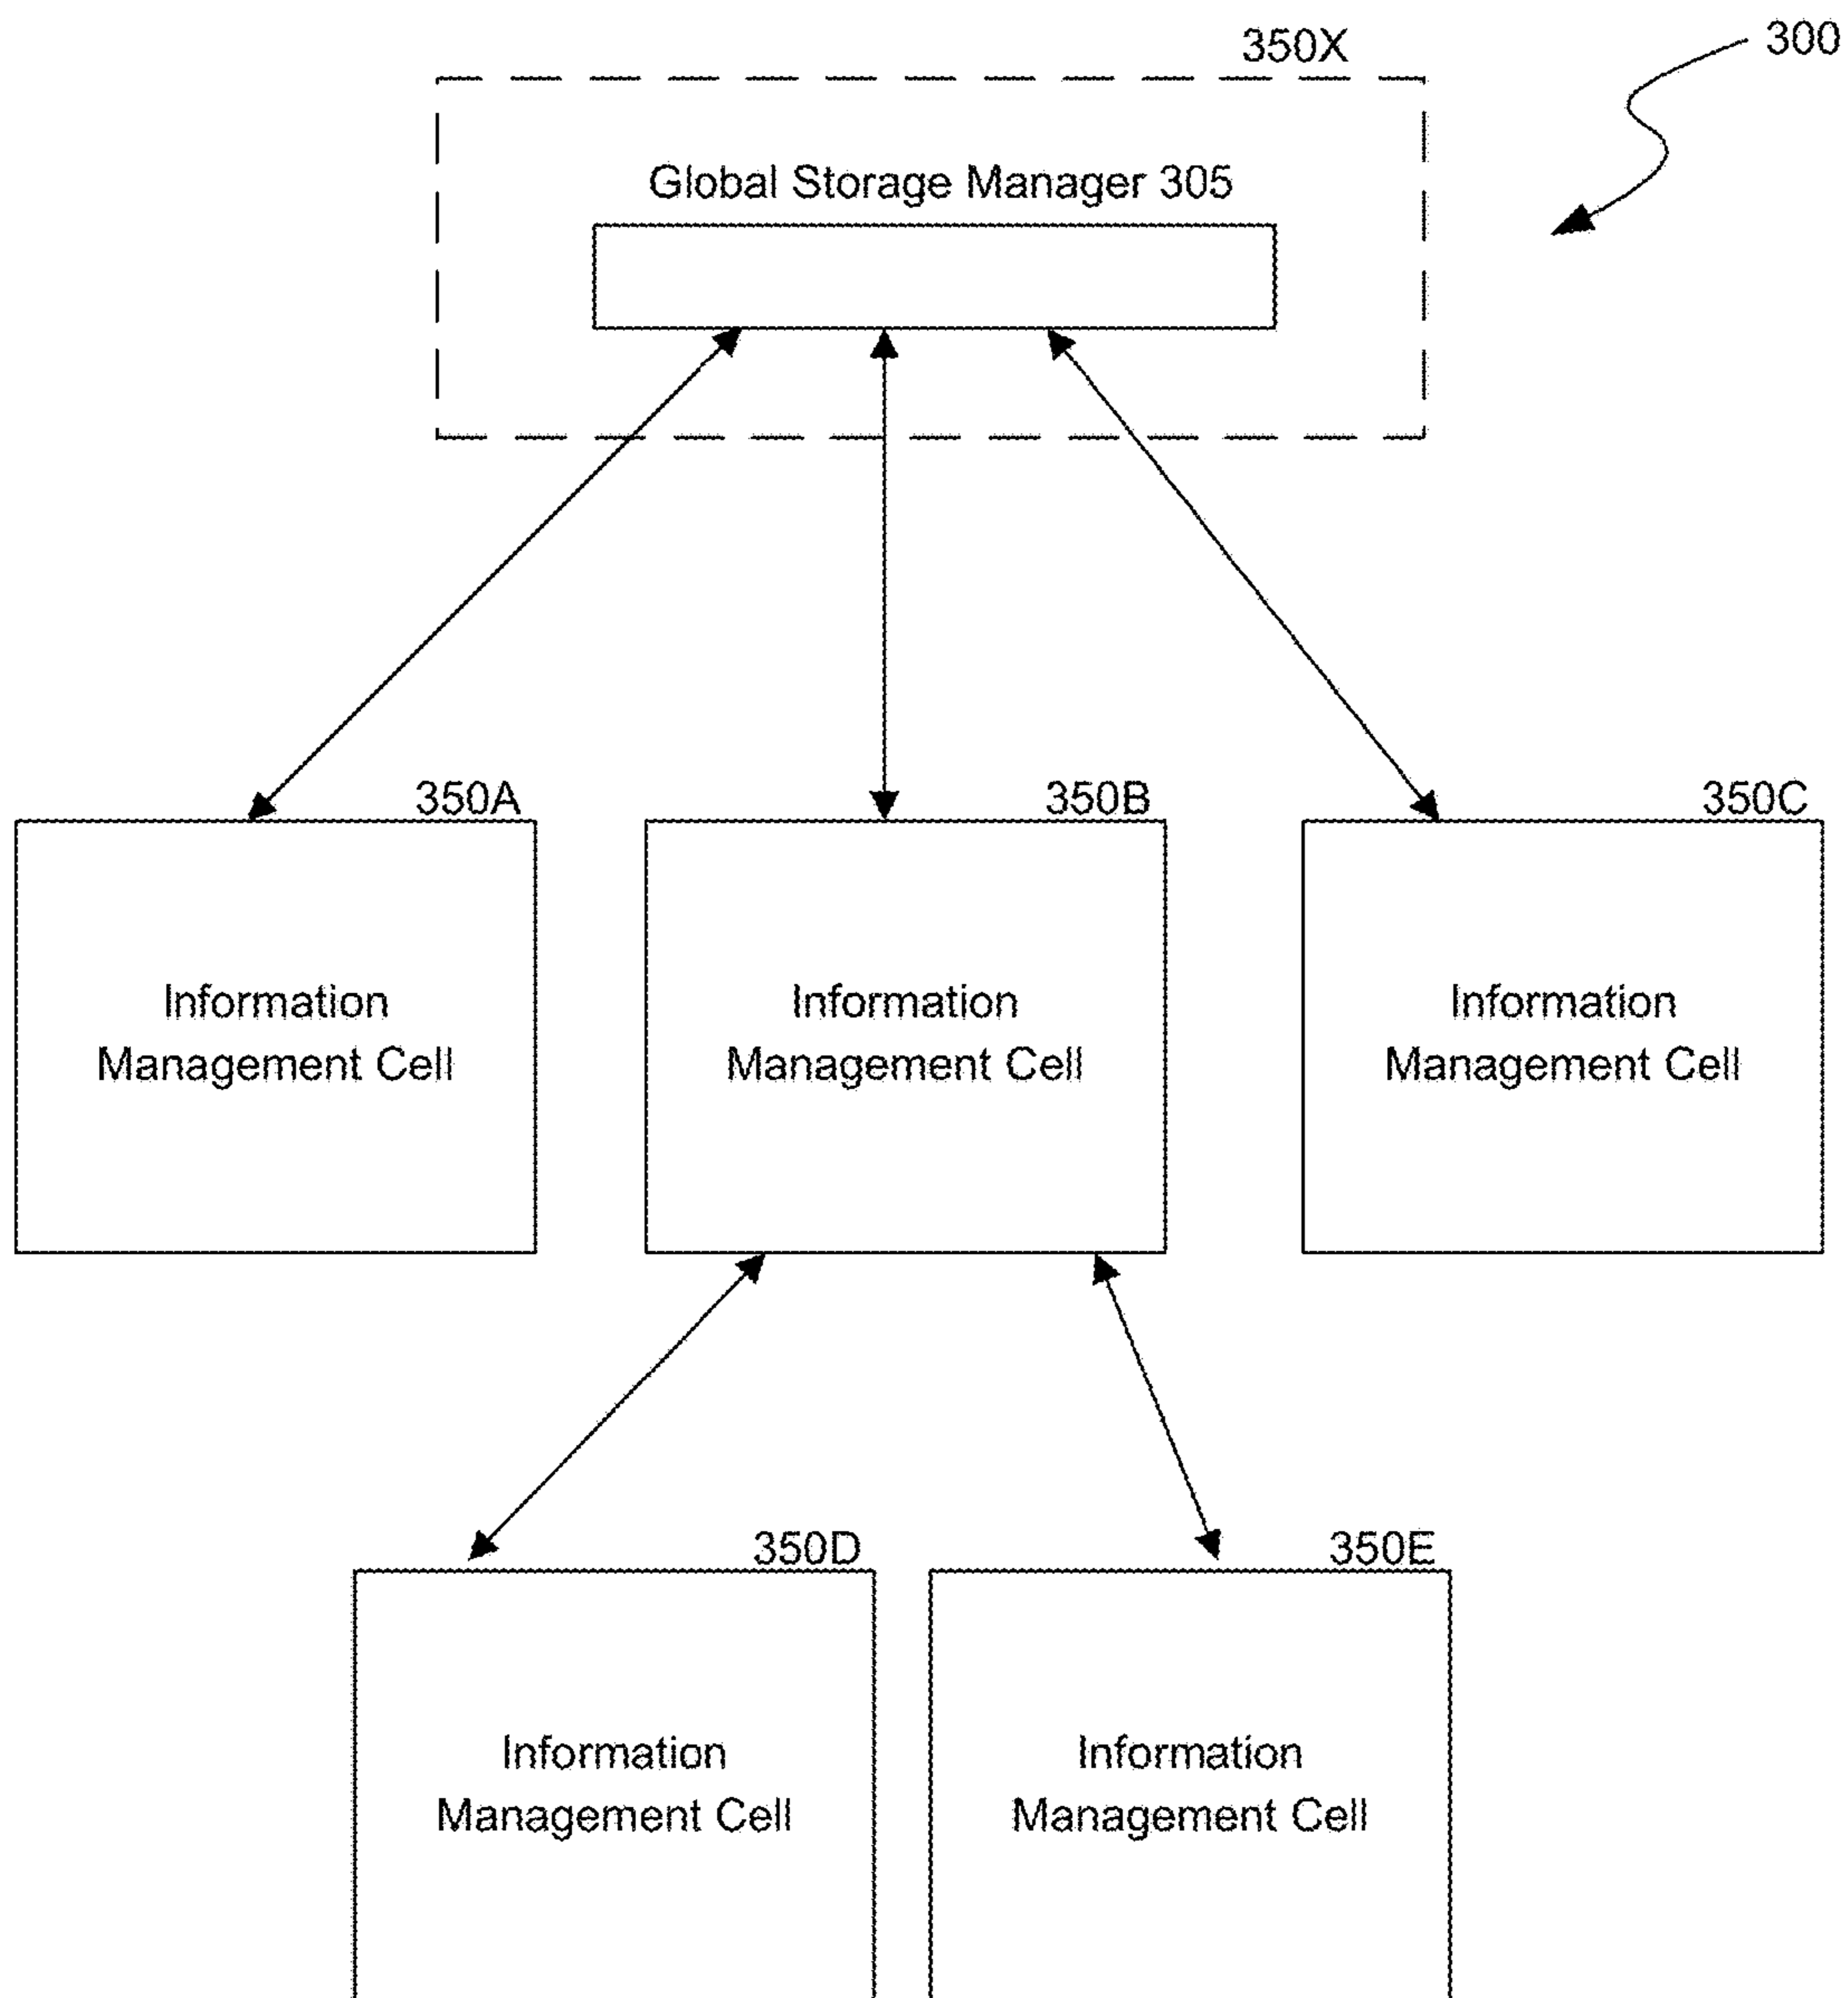 350X
300
Global Storage Manager 305
350A
350B
350C
Information
Management Cell
Information
Management Cell
Information
Management Cell
350D
350E
Information
Management Cell
Information
Management Cell